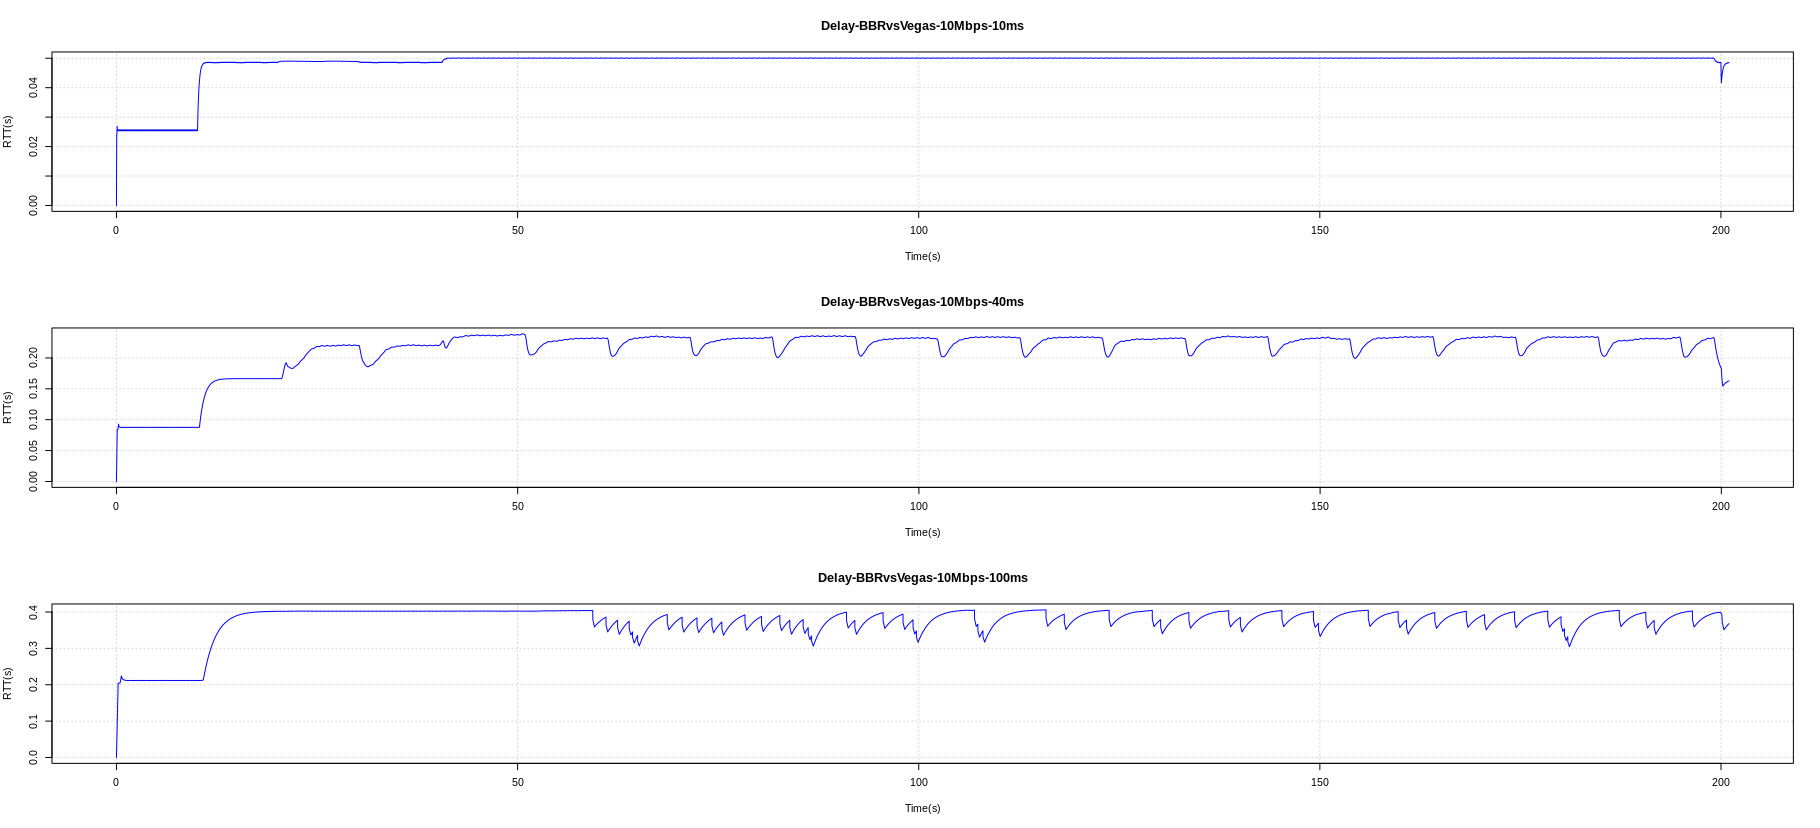 Delay-BBRvsVegas-10Mbps-10ms
RTT(s)
0.04
0.02
0.00
0 50 100 150 200
Time(s)
Delay-BBRvsVegas-10Mbps-40ms
RTT(s)
0.20
0.15
0.10
0.05
0.00
0 50 100 150 200
Time(s)
Delay-BBRvsVegas-10Mbps-100ms
RTT(s)
0.4
0.3
0.2
0.1
0.0
0 50 100 150 200
Time(s)